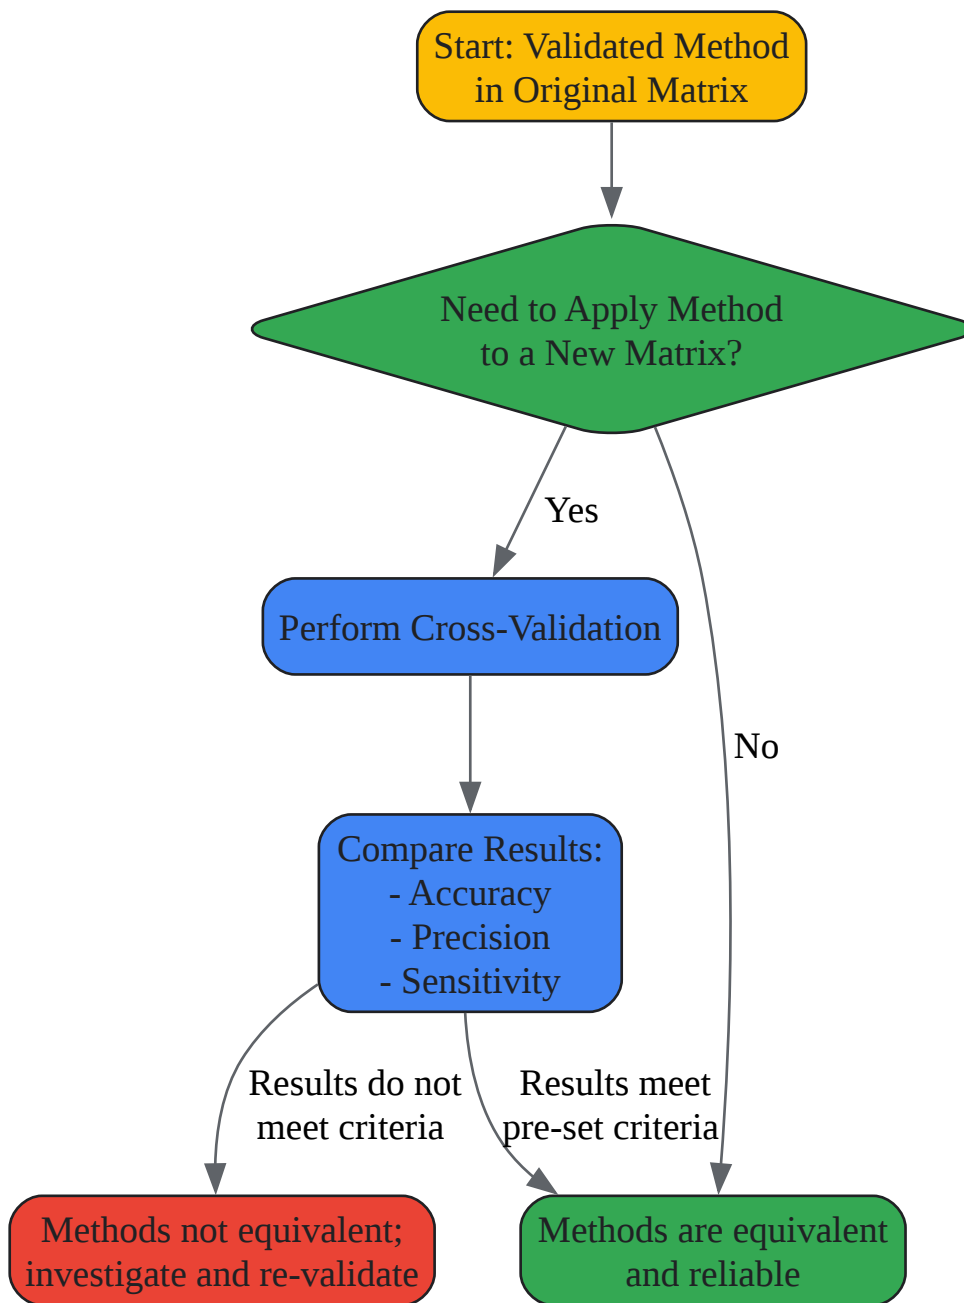 Start: Validated Method
in Original Matrix
Need to Apply Method
to a New Matrix?
Yes
Perform Cross-Validation
No
Compare Results:
- Accuracy
- Precision
- Sensitivity
Results do not
meet criteria
Results meet
pre-set criteria
Methods not equivalent;
investigate and re-validate
Methods are equivalent
and reliable